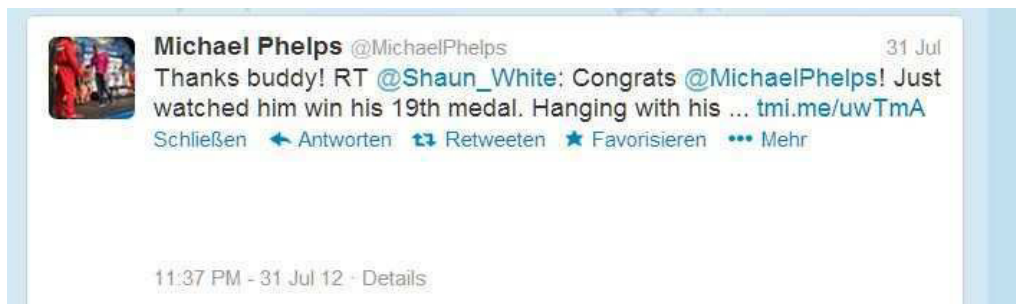 Michael Phelps @MichaelPhelps 31 Jul
Thanks buddy! RT @Shaun_White: Congrats @MichaelPhelps! Just
watched him win his 19th medal. Hanging with his ... tmi.me/uwTmA
Schließen Antworten Retweeten Favorisieren Mehr
11:37 PM - 31 Jul 12 · Details